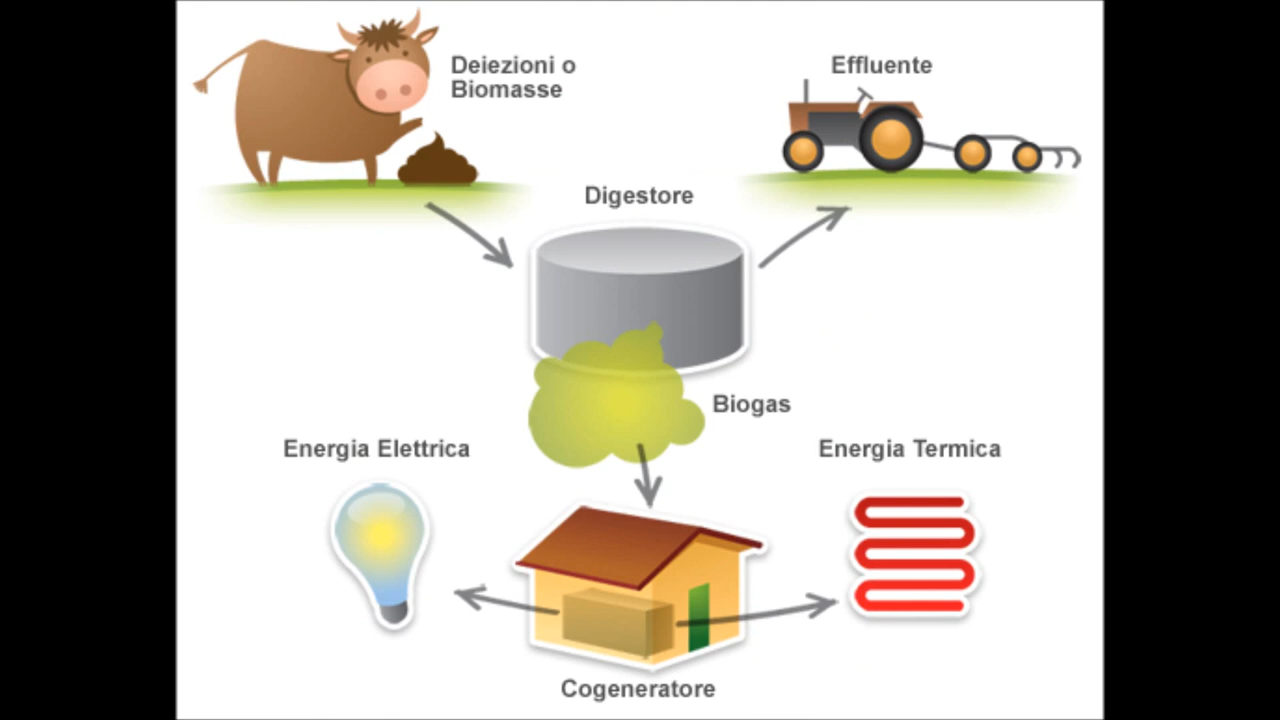 Deiezioni o
Biomasse
Effluente
Digestore
Biogas
Energia Elettrica
Energia Termica
Cogeneratore